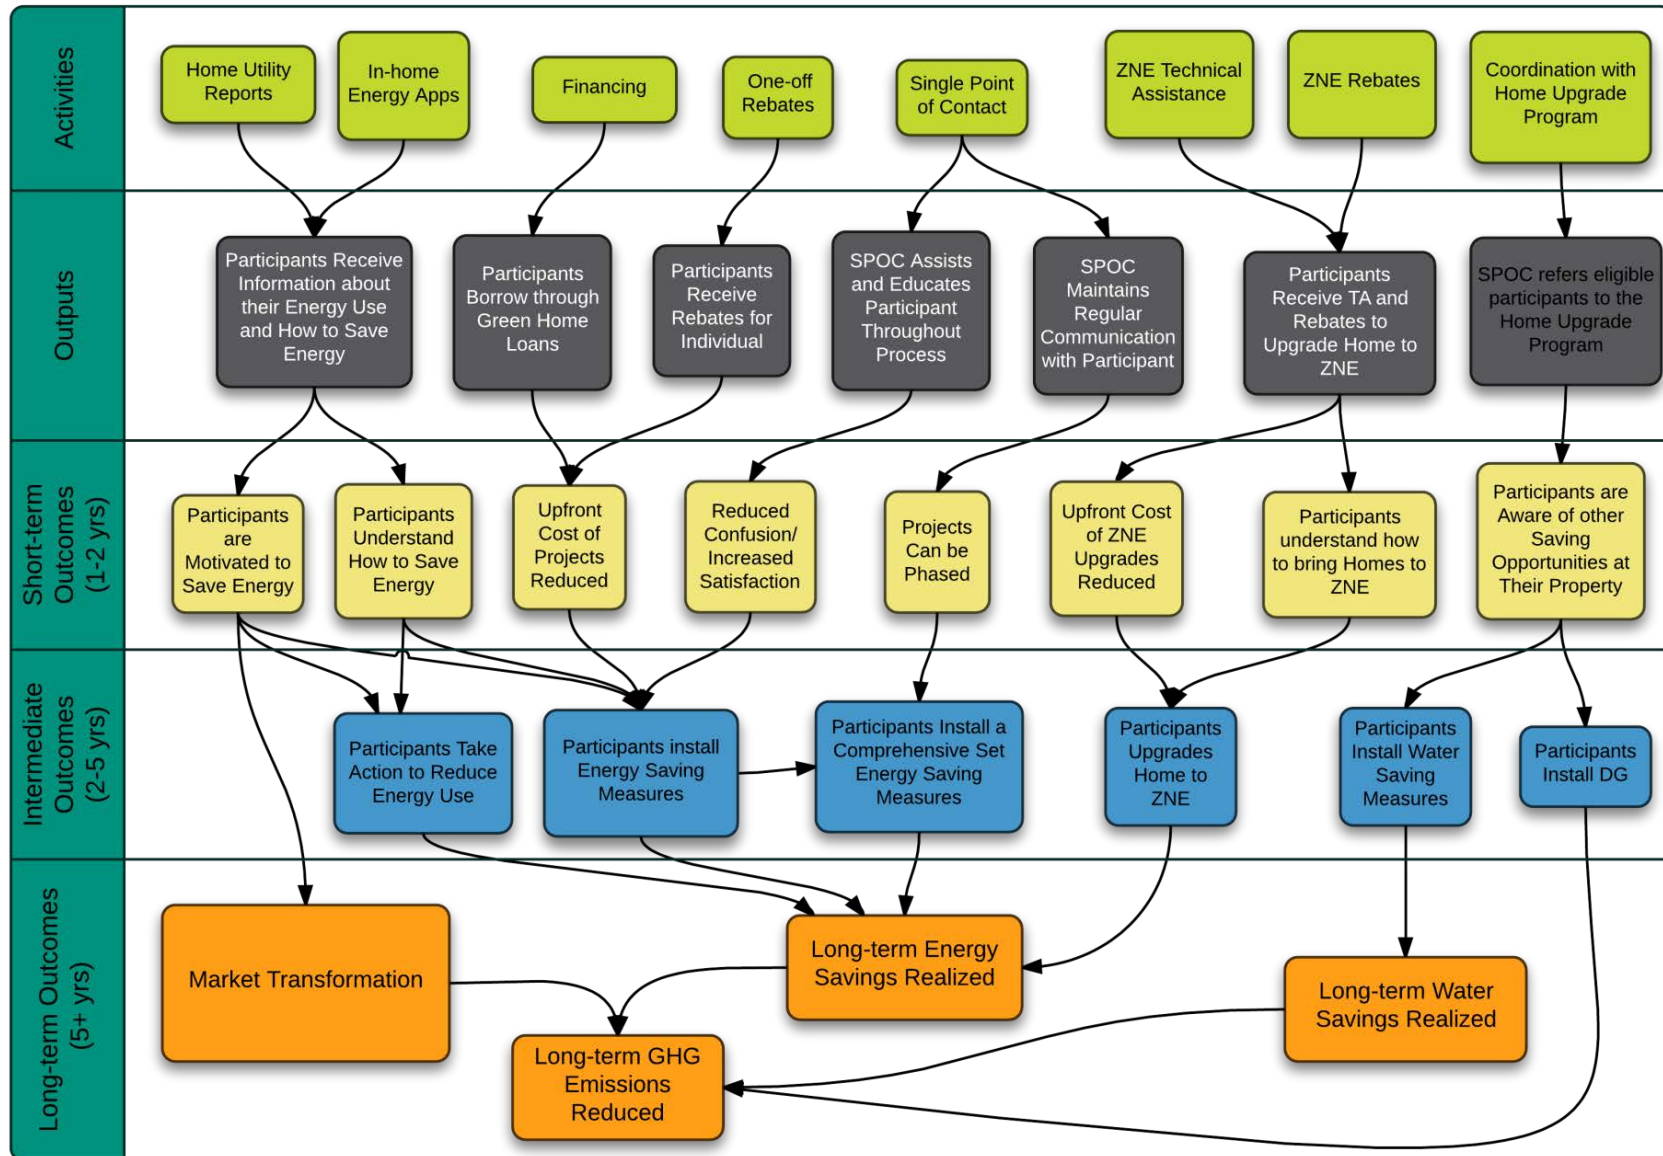 Activities
Home Utility
Reports
In-home
Energy Apps
Financing
One-off
Rebates
Single Point
of Contact
ZNE Technical
Assistance
ZNE Rebates
Coordination with
Home Upgrade
Program
Outputs
Participants Receive
Information about
their Energy Use
and How to Save
Energy
Participants
Borrow through
Green Home
Loans
Participants
Receive
Rebates for
Individual
SPOC Assists
and Educates
Participant
Throughout
Process
SPOC
Maintains
Regular
Communication
with Participant
Participants
Receive TA and
Rebates to
Upgrade Home to
ZNE
SPOC refers eligible
participants to the
Home Upgrade
Program
Short-term
Outcomes
(1-2 yrs)
Participants
are
Motivated to
Save Energy
Participants
Understand
How to Save
Energy
Upfront
Cost of
Projects
Reduced
Reduced
Confusion/
Increased
Satisfaction
Projects
Can be
Phased
Upfront Cost
of ZNE
Upgrades
Reduced
Participants
understand how
to bring Homes to
ZNE
Participants are
Aware of other
Saving
Opportunities at
Their Property
Intermediate
Outcomes
(2-5 yrs)
Participants Take
Action to Reduce
Energy Use
Participants install
Energy Saving
Measures
Participants Install a
Comprehensive Set
Energy Saving
Measures
Participants
Upgrades
Home to
ZNE
Participants
Install Water
Saving
Measures
Participants
Install DG
Long-term Outcomes
(5+ yrs)
Market Transformation
Long-term Energy
Savings Realized
Long-term Water
Savings Realized
Long-term GHG
Emissions
Reduced